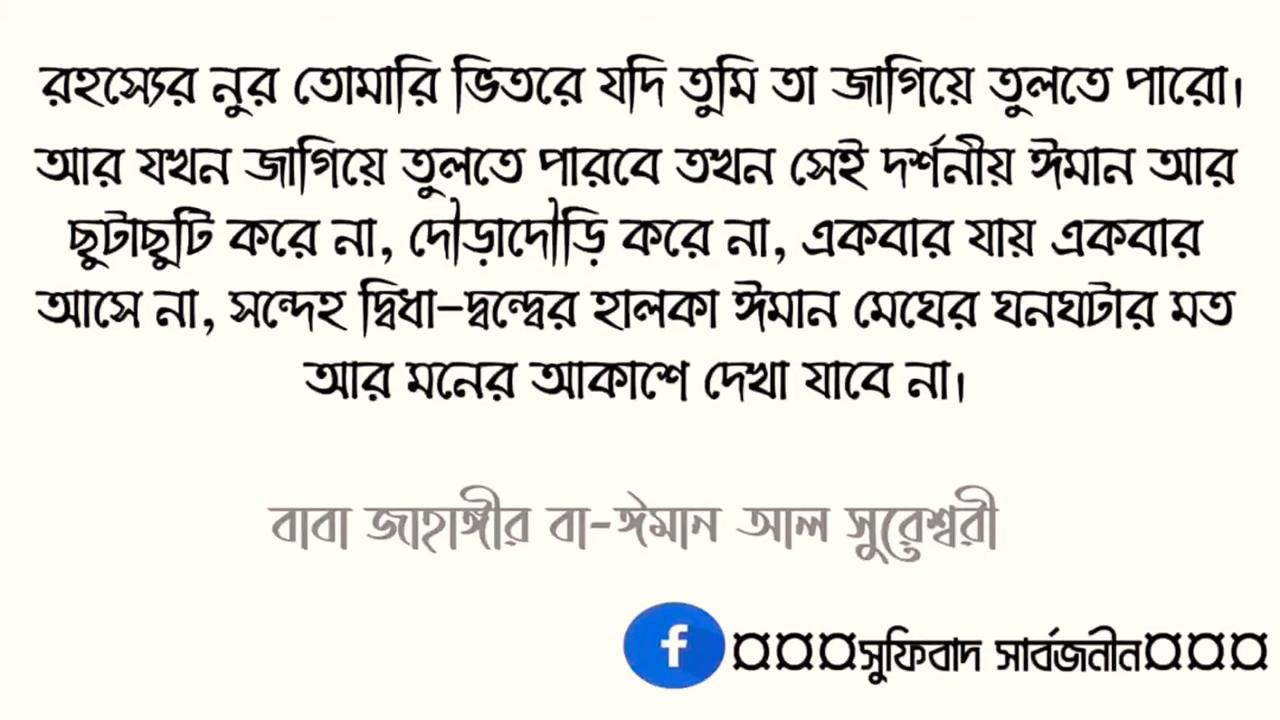 রহস্যের নুর তোমারি ভিতরে যদি তুমি তা জাগিয়ে তুলতে পারো।
আর যখন জাগিয়ে তুলতে পারবে তখন সেই দর্শনীয় ঈমান আর
ছুটাছুটি করে না, দৌড়াদৌড়ি করে না, একবার যায় একবার
আসে না, সন্দেহ দ্বিধা-দ্বন্দ্বের হালকা ঈমান মেঘের ঘনঘটার মত
আর মনের আকাশে দেখা যাবে না।
বাবা জাহাঙ্গীর বা-ঈমান আল সুরেশ্বরী
f ¤¤¤সুফিবাদ সার্বজনীন¤¤¤